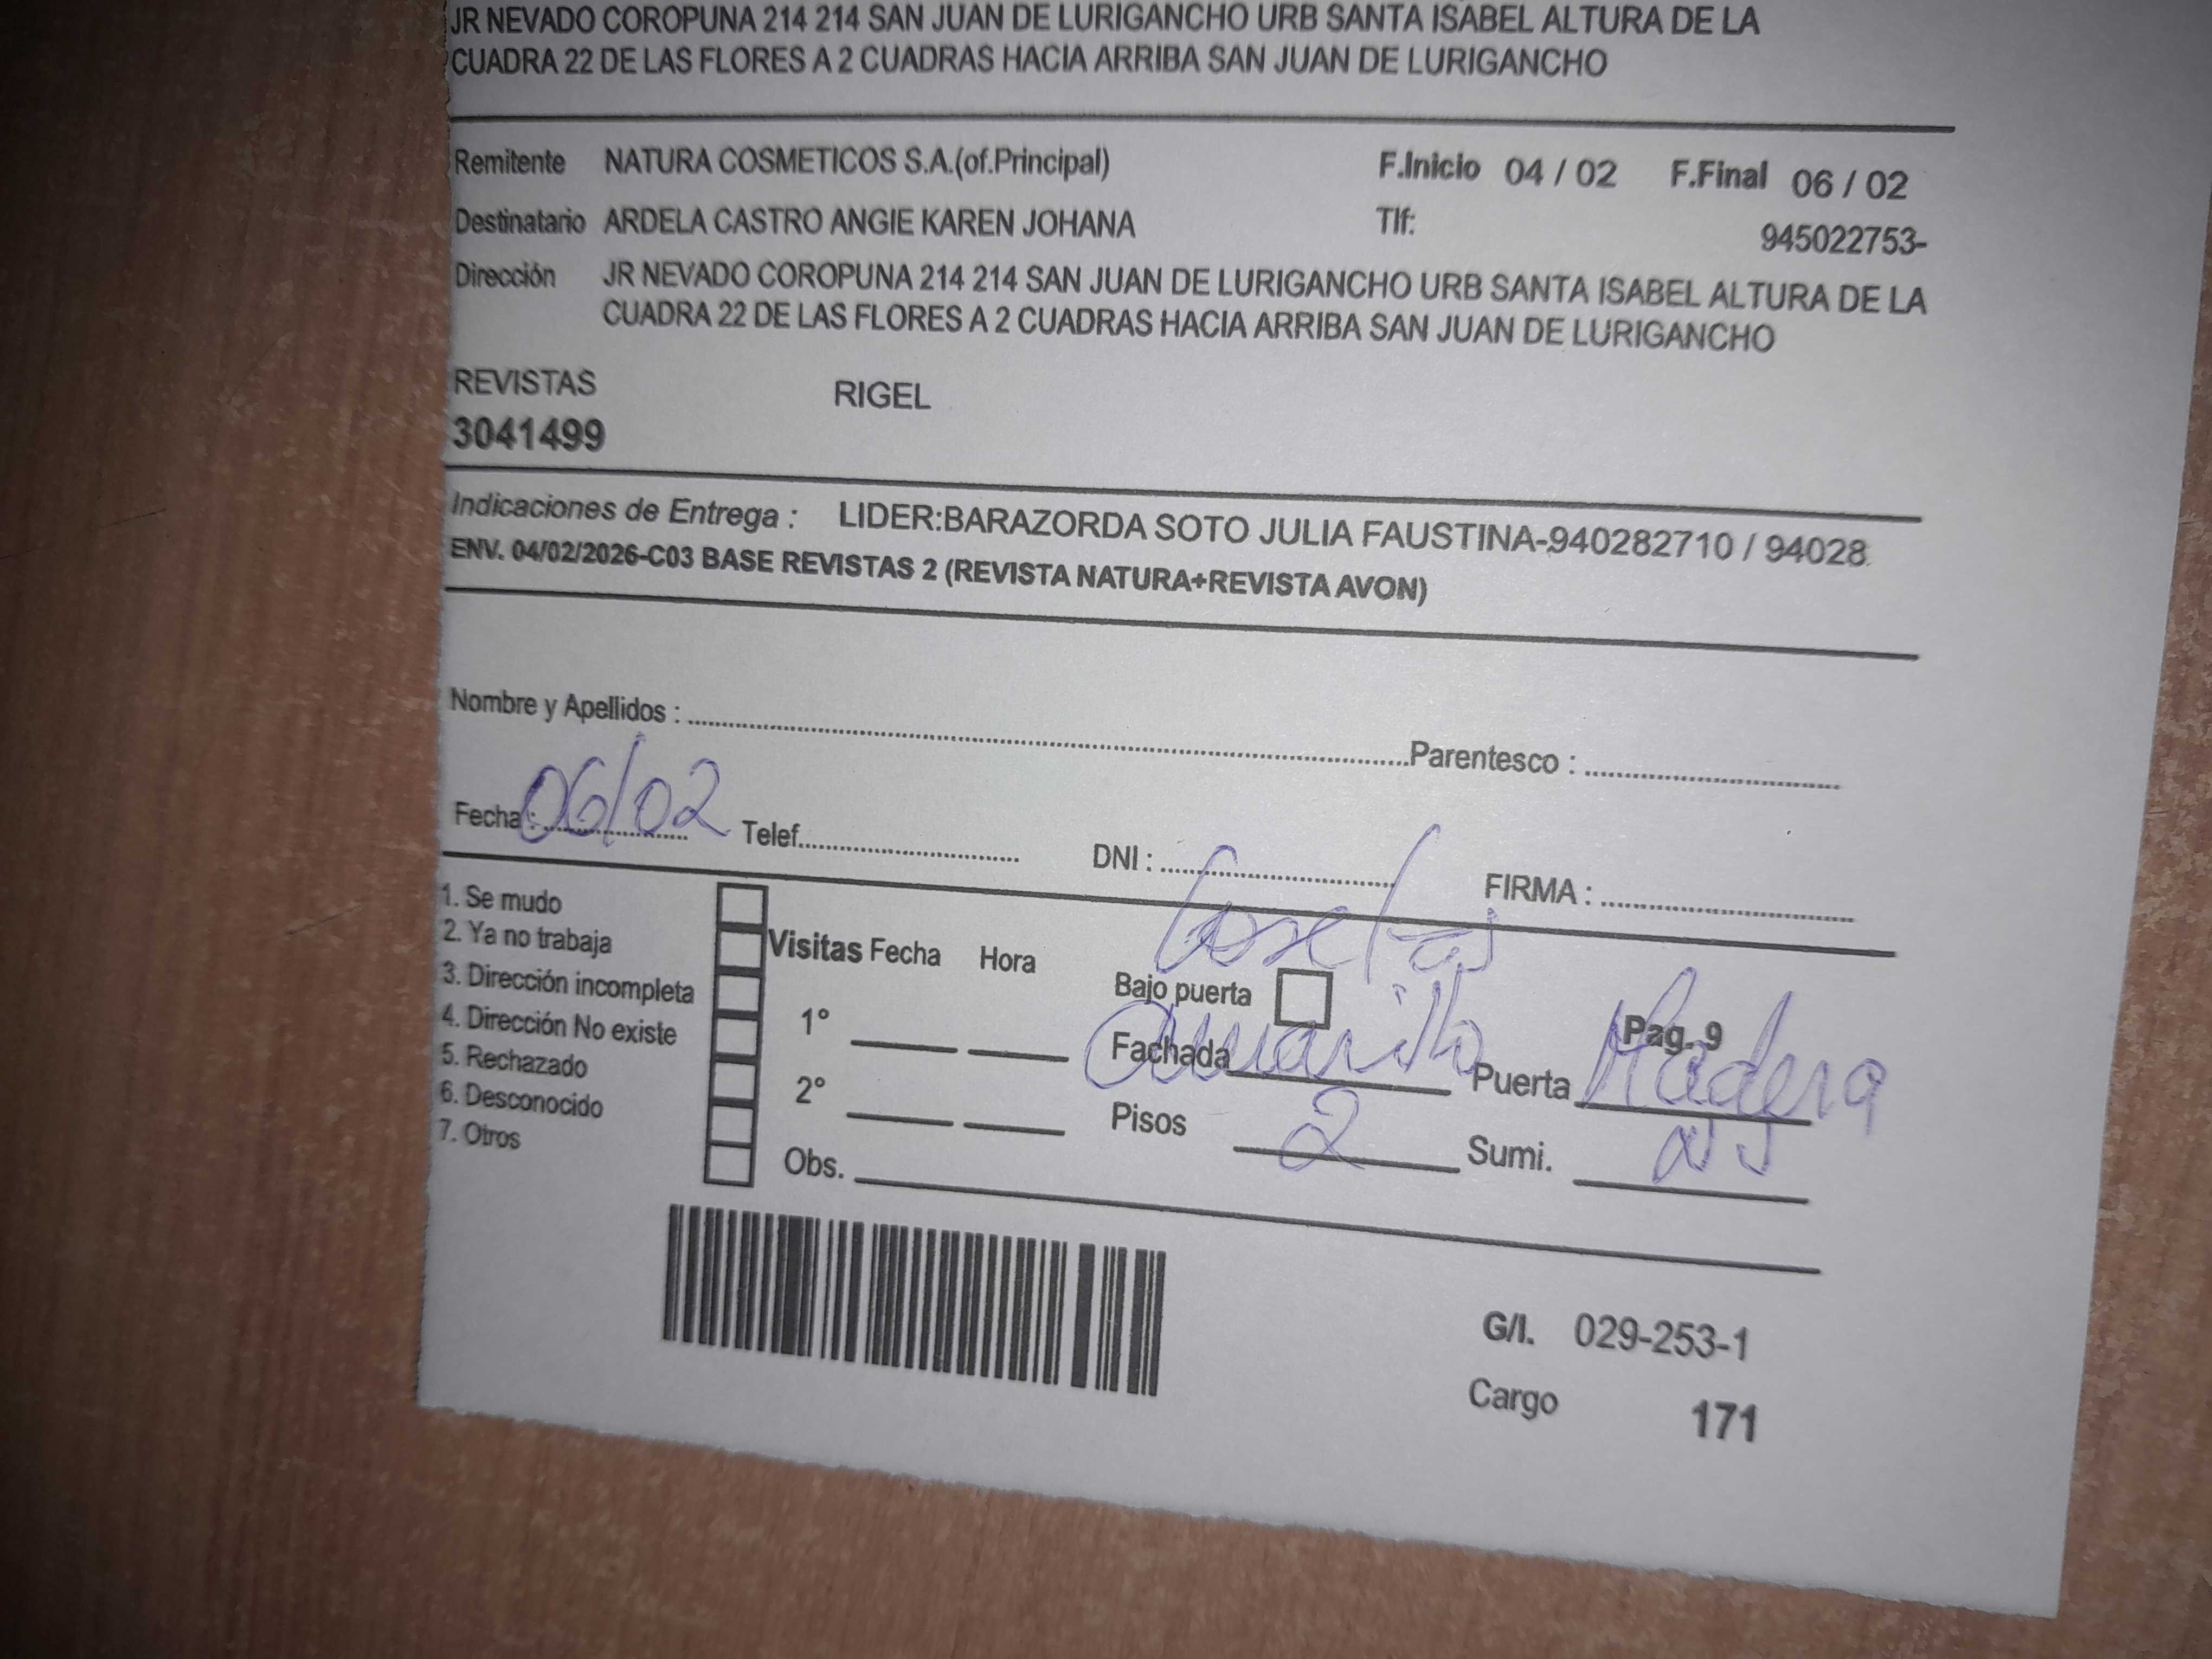 JR NEVADO COROPUNA 214 214 SAN JUAN DE LURIGANCHO URB SANTA ISABEL ALTURA DE LA
CUADRA 22 DE LAS FLORES A 2 CUADRAS HACIA ARRIBA SAN JUAN DE LURIGANCHO
Remitente NATURA COSMETICOS S.A.(of.Principal) F.Inicio 04 / 02 F.Final 06 / 02
Destinatario ARDELA CASTRO ANGIE KAREN JOHANA Tlf: 945022753-
Dirección JR NEVADO COROPUNA 214 214 SAN JUAN DE LURIGANCHO URB SANTA ISABEL ALTURA DE LA
CUADRA 22 DE LAS FLORES A 2 CUADRAS HACIA ARRIBA SAN JUAN DE LURIGANCHO
REVISTAS RIGEL
3041499
Indicaciones de Entrega : LIDER:BARAZORDA SOTO JULIA FAUSTINA-940282710 / 94028
ENV. 04/02/2026-C03 BASE REVISTAS 2 (REVISTA NATURA+REVISTA AVON)
Nombre y Apellidos : Parentesco :
Fecha : 06/02 Telef. DNI : FIRMA :
1. Se mudo
2. Ya no trabaja
3. Dirección incompleta
4. Dirección No existe
5. Rechazado
6. Desconocido
7. Otros
Visitas Fecha Hora
1°
2°
Obs.
Bajo puerta Pag. 9
Fachada Amarillo Puerta Madera
Pisos 2 Sumi.
G/I. 029-253-1
Cargo 171